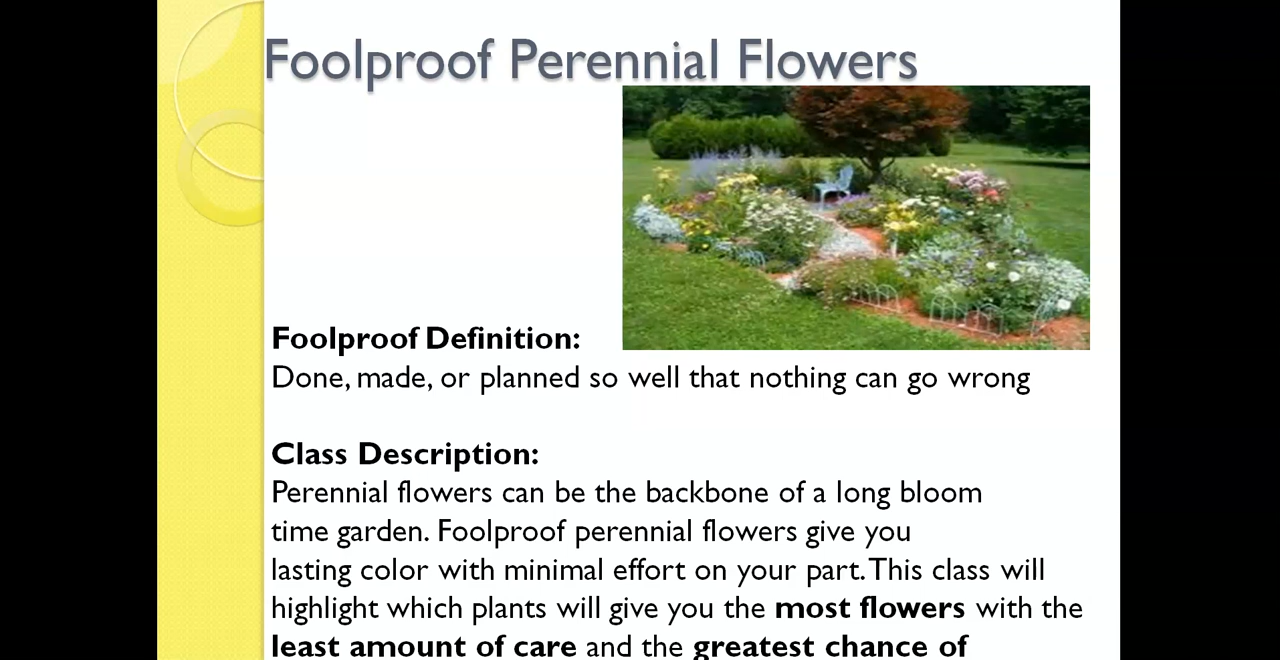 Foolproof Perennial Flowers
Foolproof Definition:
Done, made, or planned so well that nothing can go wrong
Class Description:
Perennial flowers can be the backbone of a long bloom
time garden. Foolproof perennial flowers give you
lasting color with minimal effort on your part. This class will
highlight which plants will give you the most flowers with the
least amount of care and the greatest chance of